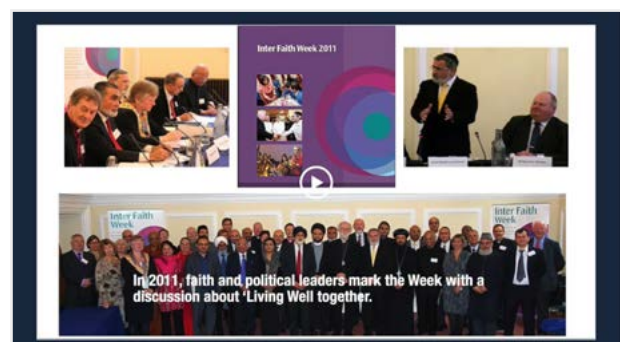 Inter Faith Week 2011
Inter Faith
Week
Inter Faith
Week
In 2011, faith and political leaders mark the Week with a
discussion about ‘Living Well together.